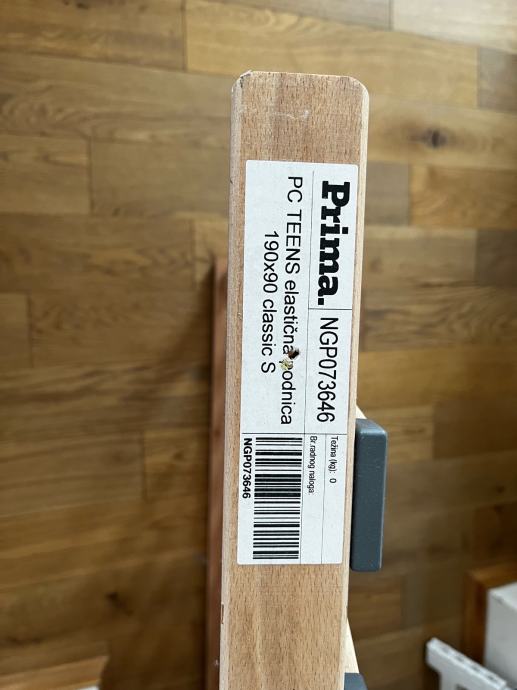 Prima. NGP073646
PC TEENS elastična podnica
190x90 classic S
Težina (kg): 0
Br.radnog naloga:
NGP073646